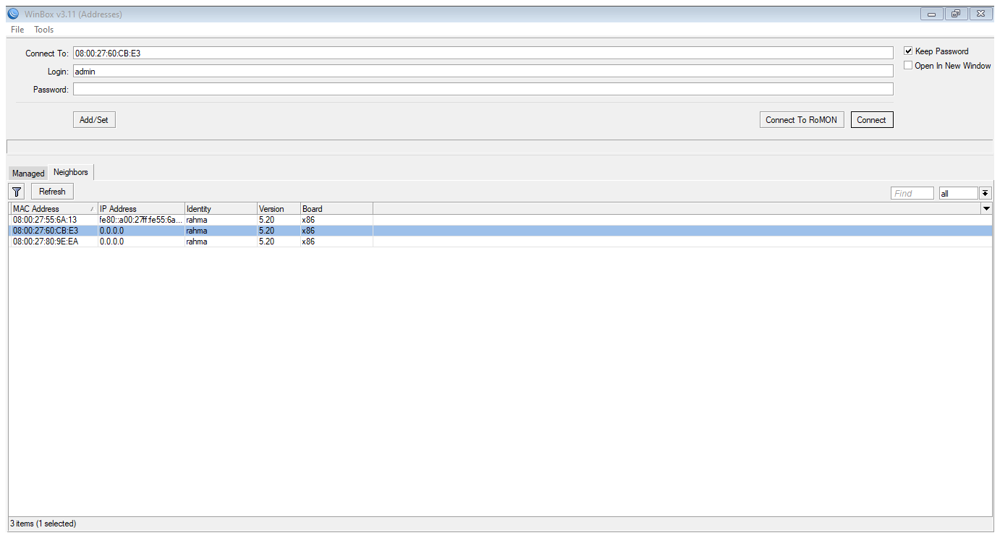 WinBox v3.11 (Addresses)
File Tools
Connect To: 08:00:27:60:CB:E3
Keep Password
Login: admin
Open In New Window
Password:
Add/Set Connect To RoMON Connect
Managed Neighbors
Refresh Find all
MAC Address IP Address Identity Version Board
08:00:27:55:6A:13 fe80::a00:27ff:fe55:6a... rahma 5.20 x86
08:00:27:60:CB:E3 0.0.0.0 rahma 5.20 x86
08:00:27:80:9E:EA 0.0.0.0 rahma 5.20 x86
3 items (1 selected)